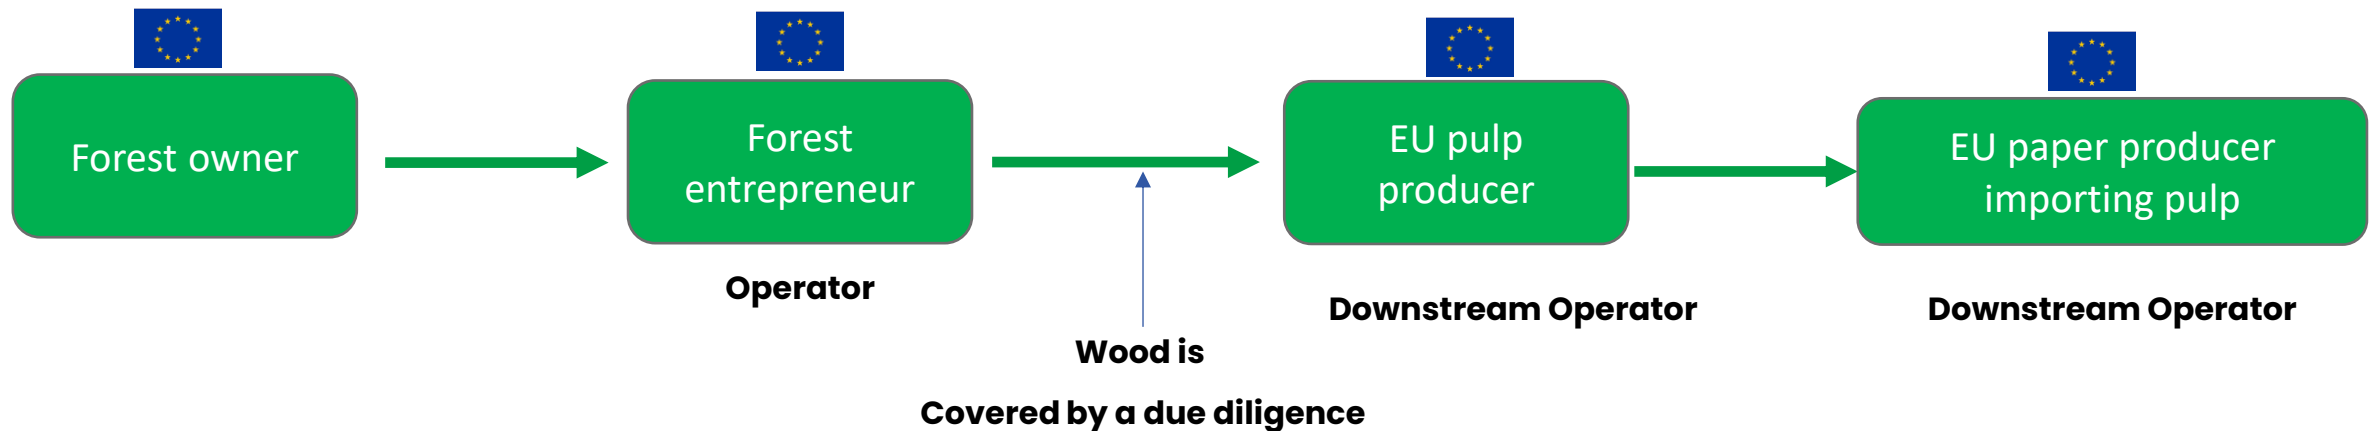 Forest owner
Forest
entrepreneur
EU pulp
producer
EU paper producer
importing pulp
Operator
Downstream Operator
Downstream Operator
Wood is
Covered by a due diligence